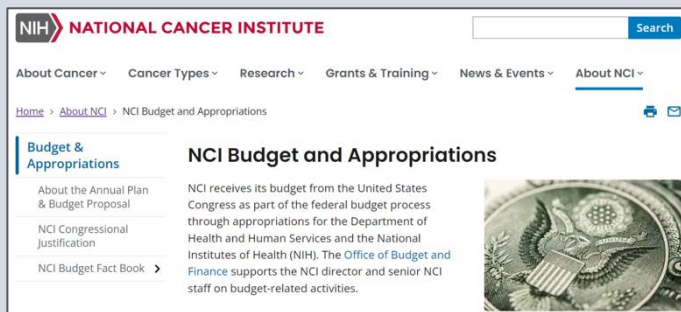 NIH NATIONAL CANCER INSTITUTE
Search
About Cancer Cancer Types Research Grants & Training News & Events About NCI
Home > About NCI > NCI Budget and Appropriations
Budget &
Appropriations
About the Annual Plan
& Budget Proposal
NCI Congressional
Justification
NCI Budget Fact Book >
NCI Budget and Appropriations
NCI receives its budget from the United States
Congress as part of the federal budget process
through appropriations for the Department of
Health and Human Services and the National
Institutes of Health (NIH). The Office of Budget and
Finance supports the NCI director and senior NCI
staff on budget-related activities.